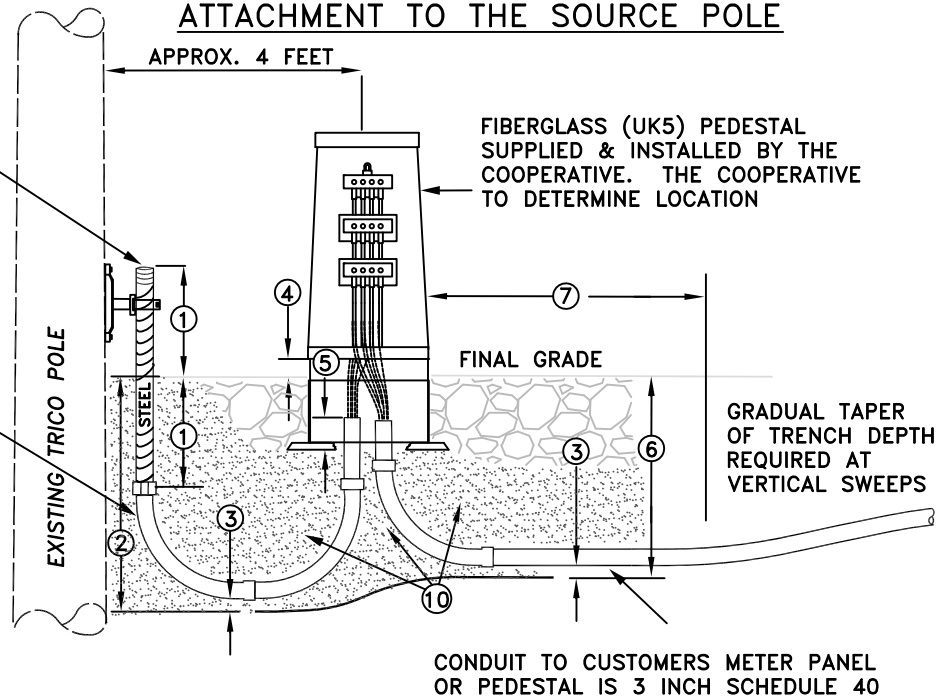 ATTACHMENT TO THE SOURCE POLE
APPROX. 4 FEET
FIBERGLASS (UK5) PEDESTAL
SUPPLIED & INSTALLED BY THE
COOPERATIVE. THE COOPERATIVE
TO DETERMINE LOCATION
4
7
1
5
FINAL GRADE
EXISTING TRICO POLE
STEEL
GRADUAL TAPER
OF TRENCH DEPTH
REQUIRED AT
VERTICAL SWEEPS
1
3
6
3
2
10
CONDUIT TO CUSTOMERS METER PANEL
OR PEDESTAL IS 3 INCH SCHEDULE 40